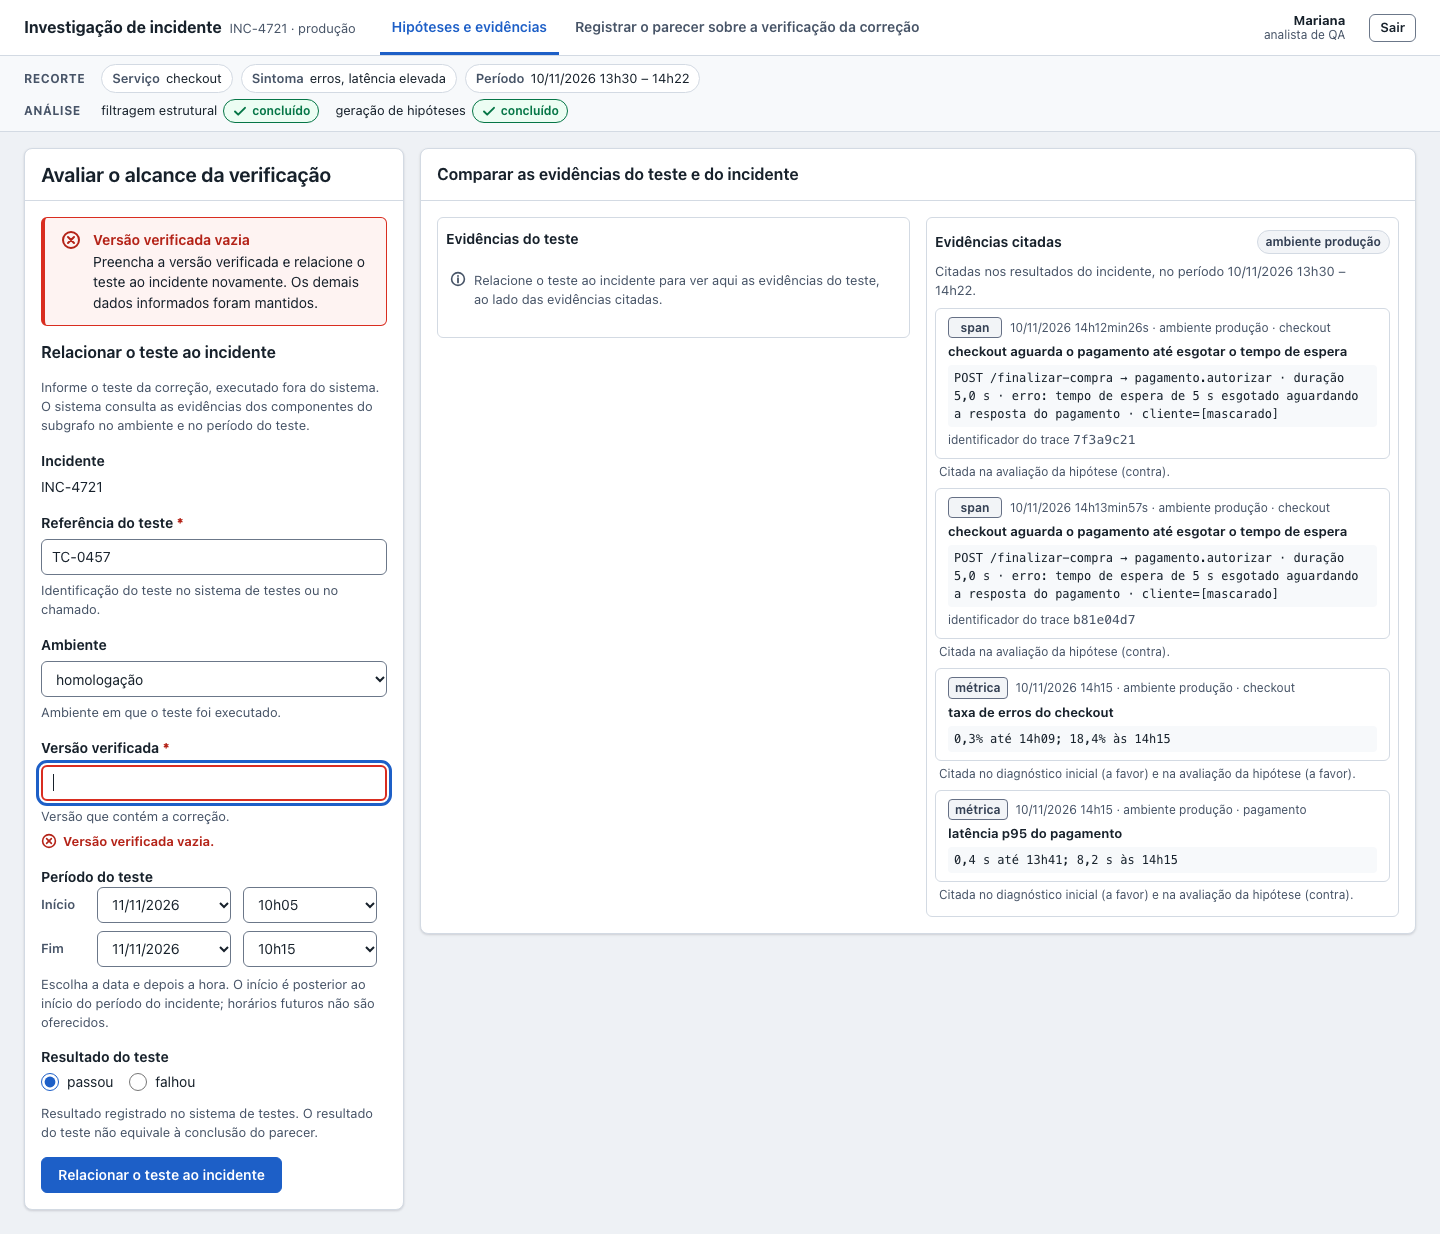 Investigação de incidente INC-4721 · produção
Hipóteses e evidências
Registrar o parecer sobre a verificação da correção
Mariana
analista de QA
Sair
RECORTE
Serviço checkout
Sintoma erros, latência elevada
Período 10/11/2026 13h30 – 14h22
ANÁLISE
filtragem estrutural
concluído
geração de hipóteses
concluído
Avaliar o alcance da verificação
Versão verificada vazia
Preencha a versão verificada e relacione o
teste ao incidente novamente. Os demais
dados informados foram mantidos.
Relacionar o teste ao incidente
Informe o teste da correção, executado fora do sistema.
O sistema consulta as evidências dos componentes do
subgrafo no ambiente e no período do teste.
Incidente
INC-4721
Referência do teste *
TC-0457
Identificação do teste no sistema de testes ou no
chamado.
Ambiente
homologação
Ambiente em que o teste foi executado.
Versão verificada *
Versão que contém a correção.
Versão verificada vazia.
Período do teste
Início
11/11/2026
10h05
Fim
11/11/2026
10h15
Escolha a data e depois a hora. O início é posterior ao
início do período do incidente; horários futuros não são
oferecidos.
Resultado do teste
passou
falhou
Resultado registrado no sistema de testes. O resultado
do teste não equivale à conclusão do parecer.
Relacionar o teste ao incidente
Comparar as evidências do teste e do incidente
Evidências do teste
Relacione o teste ao incidente para ver aqui as evidências do teste,
ao lado das evidências citadas.
Evidências citadas
ambiente produção
Citadas nos resultados do incidente, no período 10/11/2026 13h30 –
14h22.
span
10/11/2026 14h12min26s · ambiente produção · checkout
checkout aguarda o pagamento até esgotar o tempo de espera
POST /finalizar-compra → pagamento.autorizar · duração
5,0 s · erro: tempo de espera de 5 s esgotado aguardando
a resposta do pagamento · cliente=[mascarado]
identificador do trace 7f3a9c21
Citada na avaliação da hipótese (contra).
span
10/11/2026 14h13min57s · ambiente produção · checkout
checkout aguarda o pagamento até esgotar o tempo de espera
POST /finalizar-compra → pagamento.autorizar · duração
5,0 s · erro: tempo de espera de 5 s esgotado aguardando
a resposta do pagamento · cliente=[mascarado]
identificador do trace b81e04d7
Citada na avaliação da hipótese (contra).
métrica
10/11/2026 14h15 · ambiente produção · checkout
taxa de erros do checkout
0,3% até 14h09; 18,4% às 14h15
Citada no diagnóstico inicial (a favor) e na avaliação da hipótese (a favor).
métrica
10/11/2026 14h15 · ambiente produção · pagamento
latência p95 do pagamento
0,4 s até 13h41; 8,2 s às 14h15
Citada no diagnóstico inicial (a favor) e na avaliação da hipótese (contra).